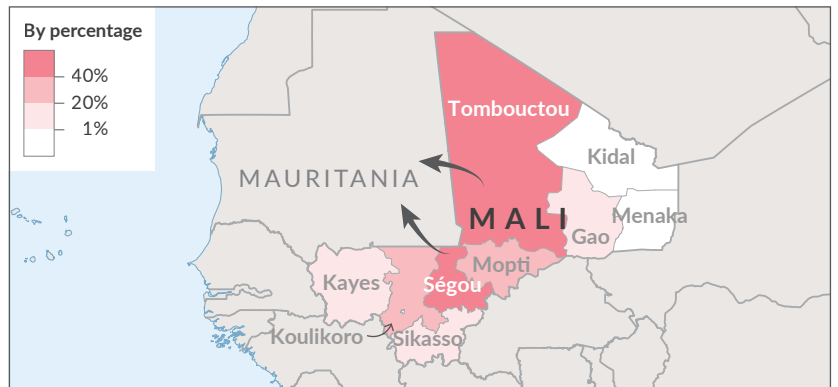 By percentage
40%
20%
1%
Tombouctou
Kidal
MAURITANIA
MALI
Menaka
Gao
Mopti
Kayes
Ségou
Koulikoro
Sikasso